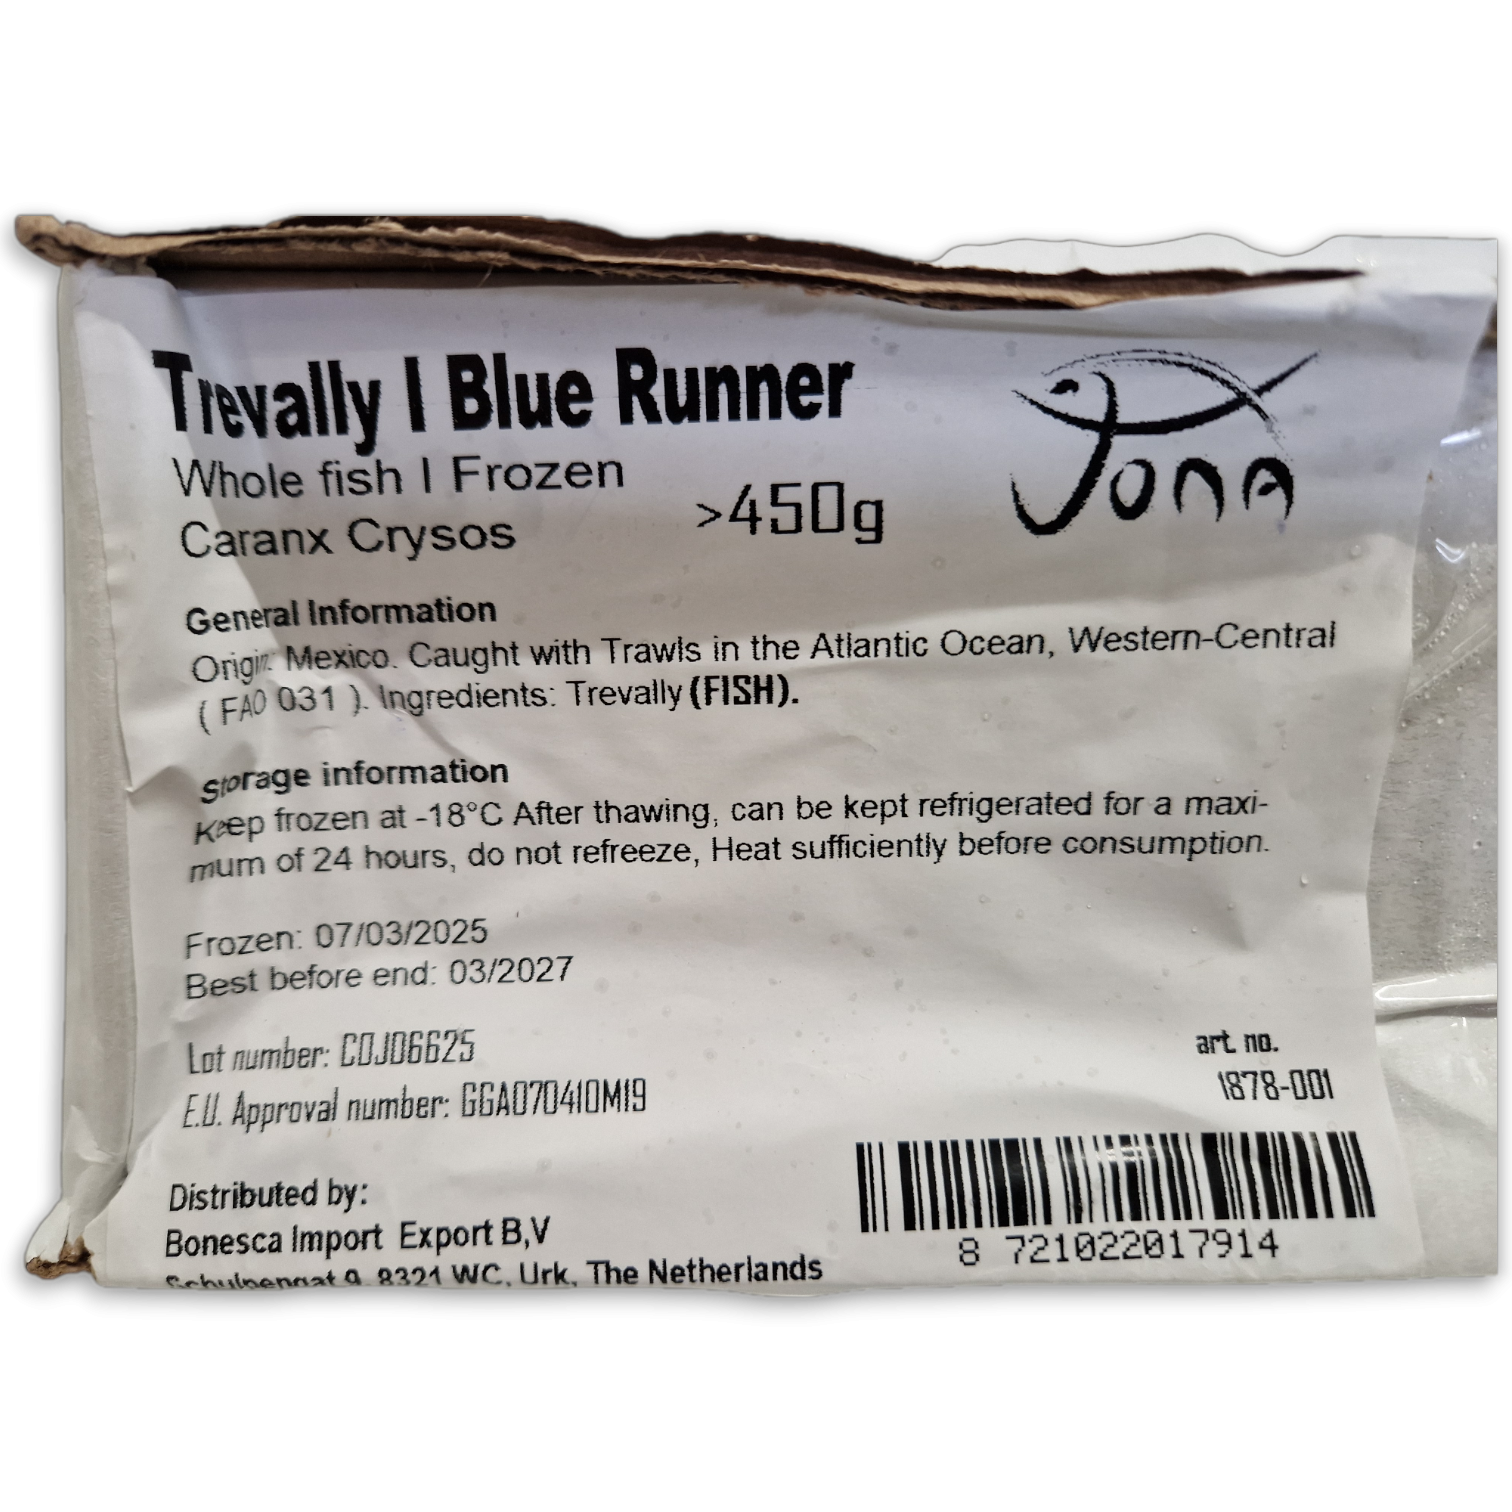 Trevally I Blue Runner
Whole fish I Frozen
Caranx Crysos
>450g
Jona
General Information
Origin: Mexico. Caught with Trawls in the Atlantic Ocean, Western-Central
( FAO 031 ). Ingredients: Trevally (FISH).
Storage information
Keep frozen at -18°C After thawing, can be kept refrigerated for a maxi-
mum of 24 hours, do not refreeze, Heat sufficiently before consumption.
Frozen: 07/03/2025
Best before end: 03/2027
Lot number: COJ06625
E.U. Approval number: GGA070410M19
art. no.
1878-001
Distributed by:
Bonesca Import Export B,V
9, 8321 WC, Urk, The Netherlands
8 721022017914